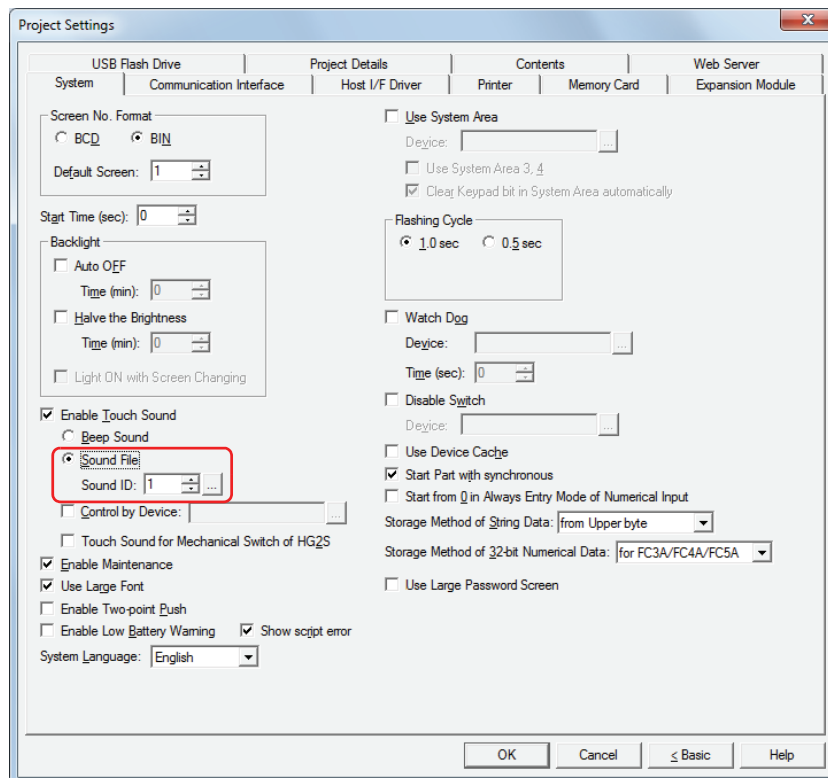 Project Settings
USB Flash Drive Project Details Contents Web Server
System Communication Interface Host I/F Driver Printer Memory Card Expansion Module
Screen No. Format
BCD BIN
Default Screen: 1
Start Time (sec): 0
Backlight
Auto OFF
Time (min): 0
Halve the Brightness
Time (min): 0
Light ON with Screen Changing
Enable Touch Sound
Beep Sound
Sound File
Sound ID: 1 ...
Control by Device: ...
Touch Sound for Mechanical Switch of HG2S
Enable Maintenance
Use Large Font
Enable Two-point Push
Enable Low Battery Warning Show script error
System Language: English
Use System Area
Device: ...
Use System Area 3, 4
Clear Keypad bit in System Area automatically
Flashing Cycle
1.0 sec 0.5 sec
Watch Dog
Device: ...
Time (sec): 0
Disable Switch
Device: ...
Use Device Cache
Start Part with synchronous
Start from 0 in Always Entry Mode of Numerical Input
Storage Method of String Data: from Upper byte
Storage Method of 32-bit Numerical Data: for FC3A/FC4A/FC5A
Use Large Password Screen
OK Cancel < Basic Help